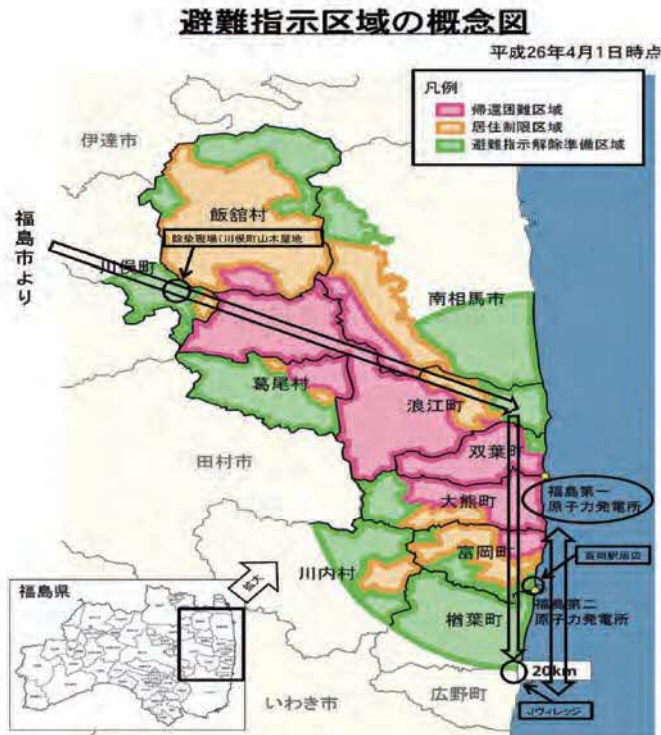 避難指示区域の概念図
平成26年4月1日時点
凡例
帰還困難区域
居住制限区域
避難指示解除準備区域
伊達市
飯舘村
除染現場(川俣町山木屋地
福島市より
川俣町
南相馬市
葛尾村
浪江町
田村市
双葉町
大熊町
福島第一
原子力発電所
富岡町
富岡駅周辺
川内村
拡大
福島県
福島第二
原子力発電所
楢葉町
20km
広野町
いわき市
Jヴィレッジ